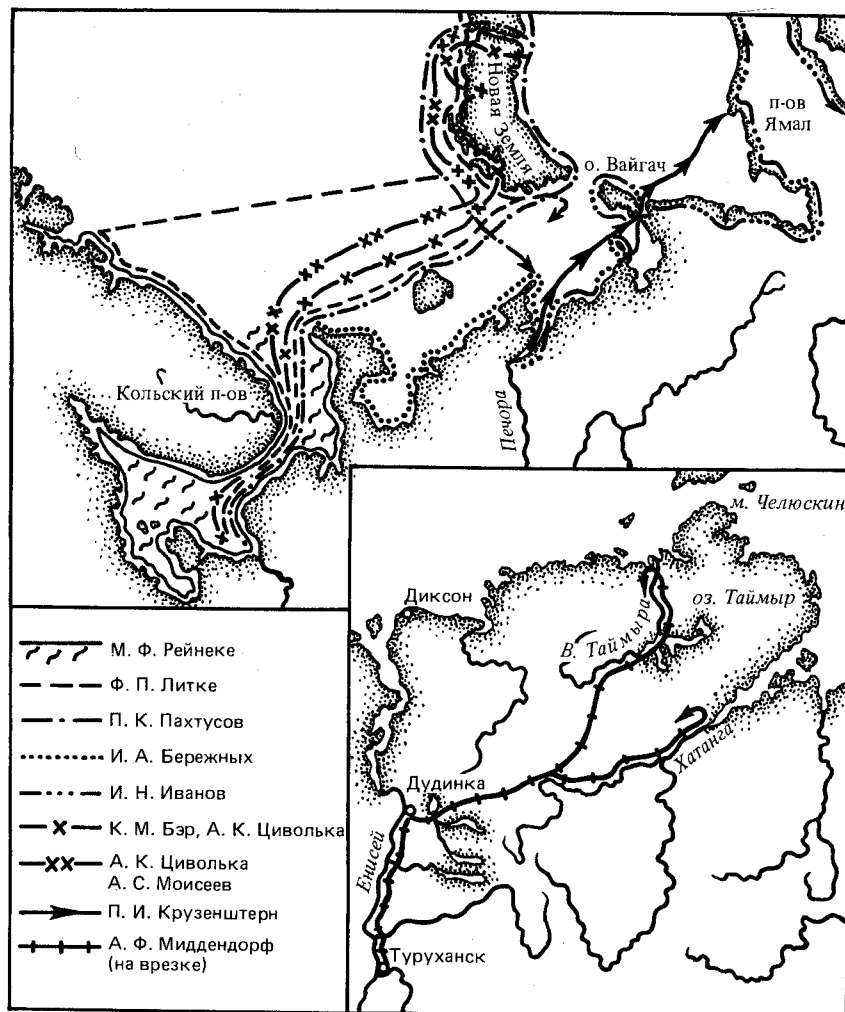 Новая Земля
п-ов
Ямал
о. Вайгач
Кольский п-ов
Печора
м. Челюскин
Диксон
оз. Таймыр
В. Таймыра
Хатанга
Дудинка
Енисей
Туруханск
М. Ф. Рейнеке
Ф. П. Литке
П. К. Пахтусов
И. А. Бережных
И. Н. Иванов
К. М. Бэр, А. К. Циволька
А. К. Циволька
А. С. Моисеев
П. И. Крузенштерн
А. Ф. Миддендорф
(на врезке)